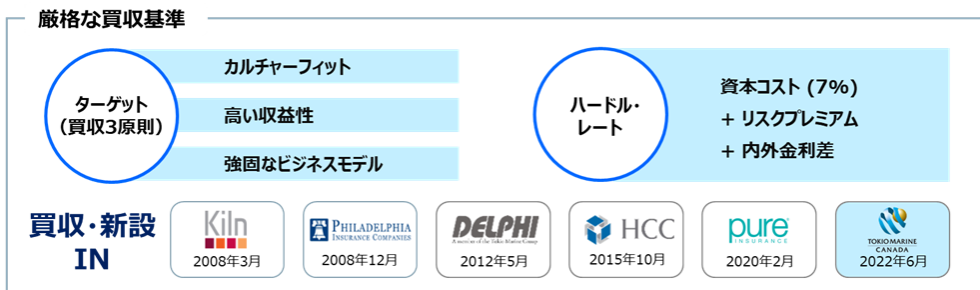 厳格な買収基準
ターゲット
（買収3原則）
カルチャーフィット
高い収益性
強固なビジネスモデル
ハードル・
レート
資本コスト (7%)
+ リスクプレミアム
+ 内外金利差
買収・新設
IN
Kiln
2008年3月
PHILADELPHIA
INSURANCE COMPANIES
2008年12月
DELPHI
A member of the Tokio Marine Group
2012年5月
HCC
2015年10月
pure
INSURANCE
2020年2月
TOKIO MARINE
CANADA
2022年6月